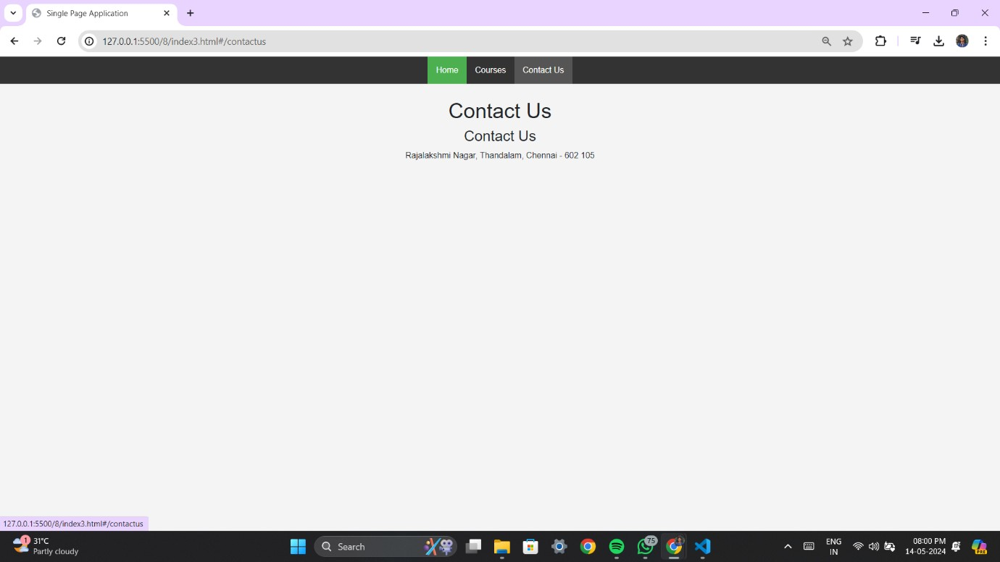 Single Page Application
127.0.0.1:5500/8/index3.html#/contactus
Home Courses Contact Us
Contact Us
Contact Us
Rajalakshmi Nagar, Thandalam, Chennai - 602 105
127.0.0.1:5500/8/index3.html#/contactus
1
31°C
Partly cloudy
Search
75
ENG
IN
08:00 PM
14-05-2024
PRE